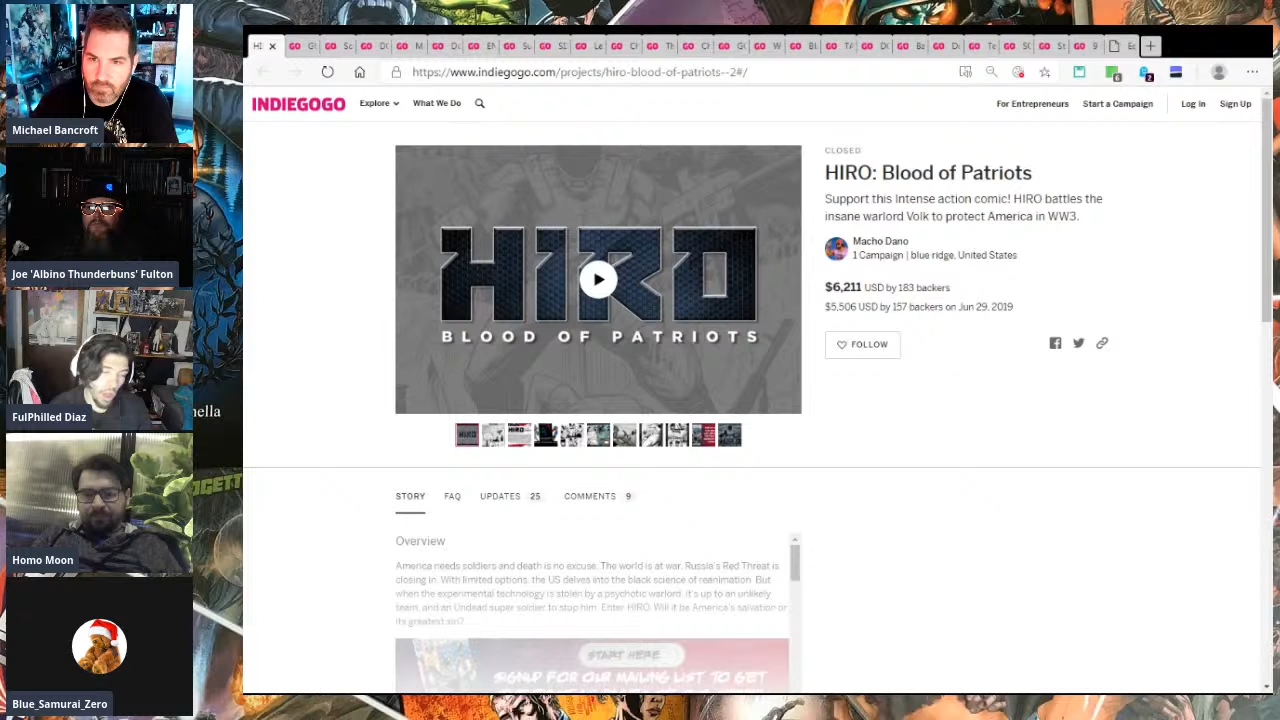 Michael Bancroft
Joe 'Albino Thunderbuns' Fulton
FulPhilled Diaz
Homo Moon
Blue_Samurai_Zero
https://www.indiegogo.com/projects/hiro-blood-of-patriots--2#/
INDIEGOGO
Explore
What We Do
For Entrepreneurs
Start a Campaign
Log In
Sign Up
HIRO
BLOOD OF PATRIOTS
CLOSED
HIRO: Blood of Patriots
Support this Intense action comic! HIRO battles the
insane warlord Volk to protect America in WW3.
Macho Dano
1 Campaign | blue ridge, United States
$6,211 USD by 183 backers
$5,506 USD by 157 backers on Jun 29, 2019
FOLLOW
STORY
FAQ
UPDATES 25
COMMENTS 9
Overview
America needs soldiers and death is no excuse. The world is at war. Russia's Red Threat is
closing in. With limited options, the US delves into the black science of reanimation. But
when the experimental technology is stolen by a psychotic warlord, it's up to an unlikely
team, and an Undead super soldier to stop him. Enter HIRO. Will it be America's salvation or
its greatest sin?
START HERE
SIGNUP FOR OUR MAILING LIST TO GET